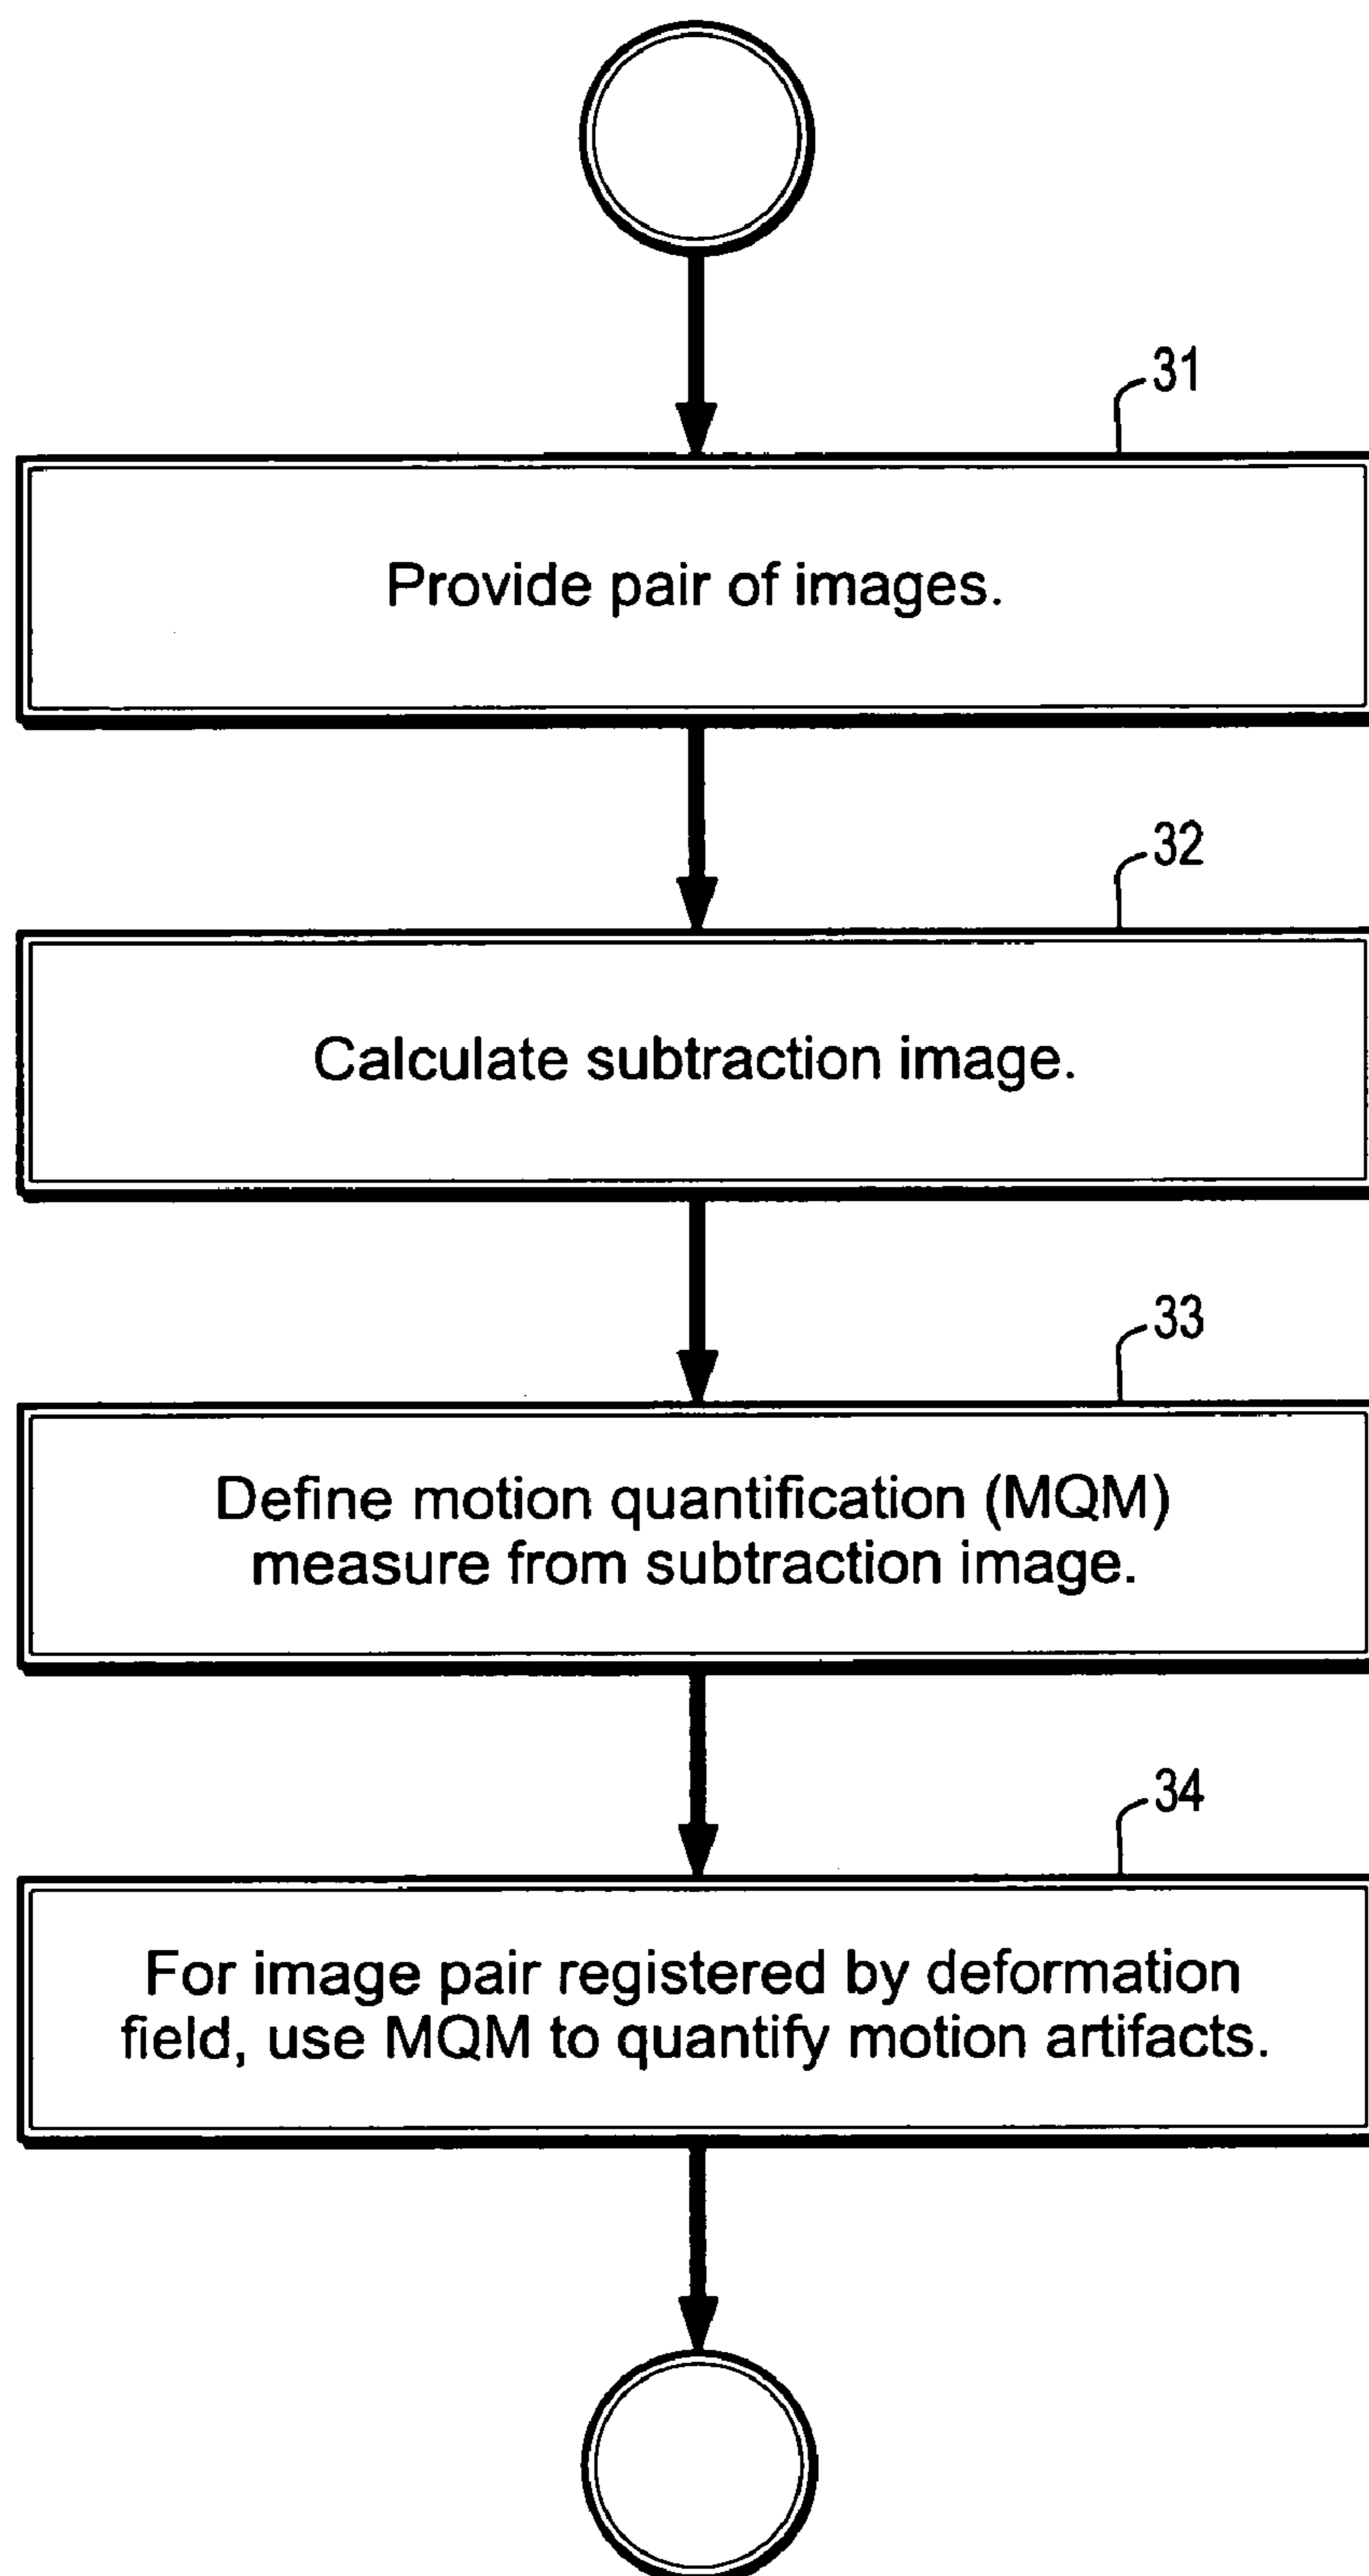 31
Provide pair of images.
32
Calculate subtraction image.
33
Define motion quantification (MQM)
measure from subtraction image.
34
For image pair registered by deformation
field, use MQM to quantify motion artifacts.